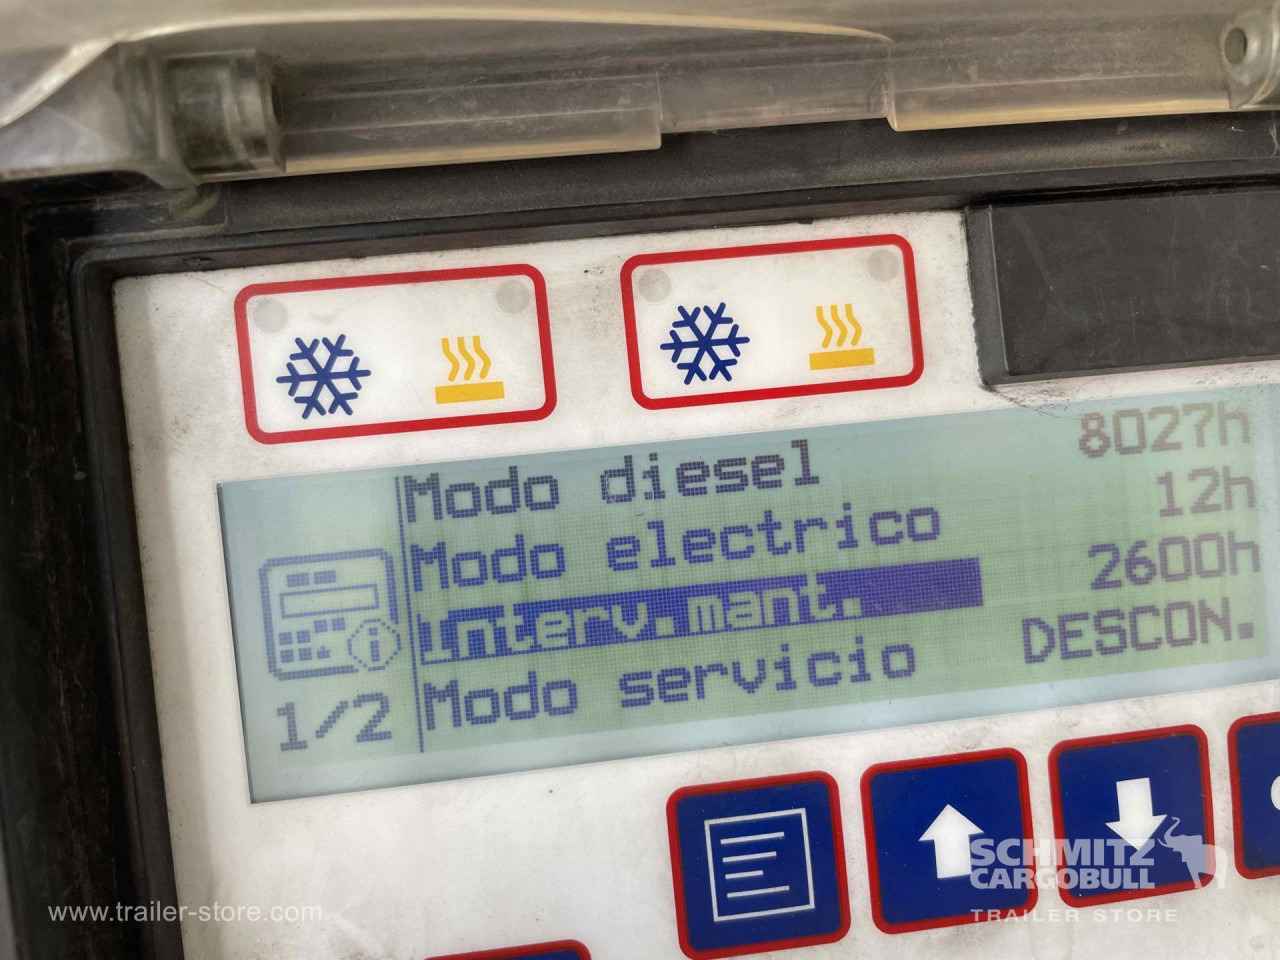 Modo diesel 8027h
Modo electrico 12h
Interv.mant. 2600h
Modo servicio DESCON.
1/2
SCHMITZ
CARGOBULL
TRAILER STORE
www.trailer-store.com